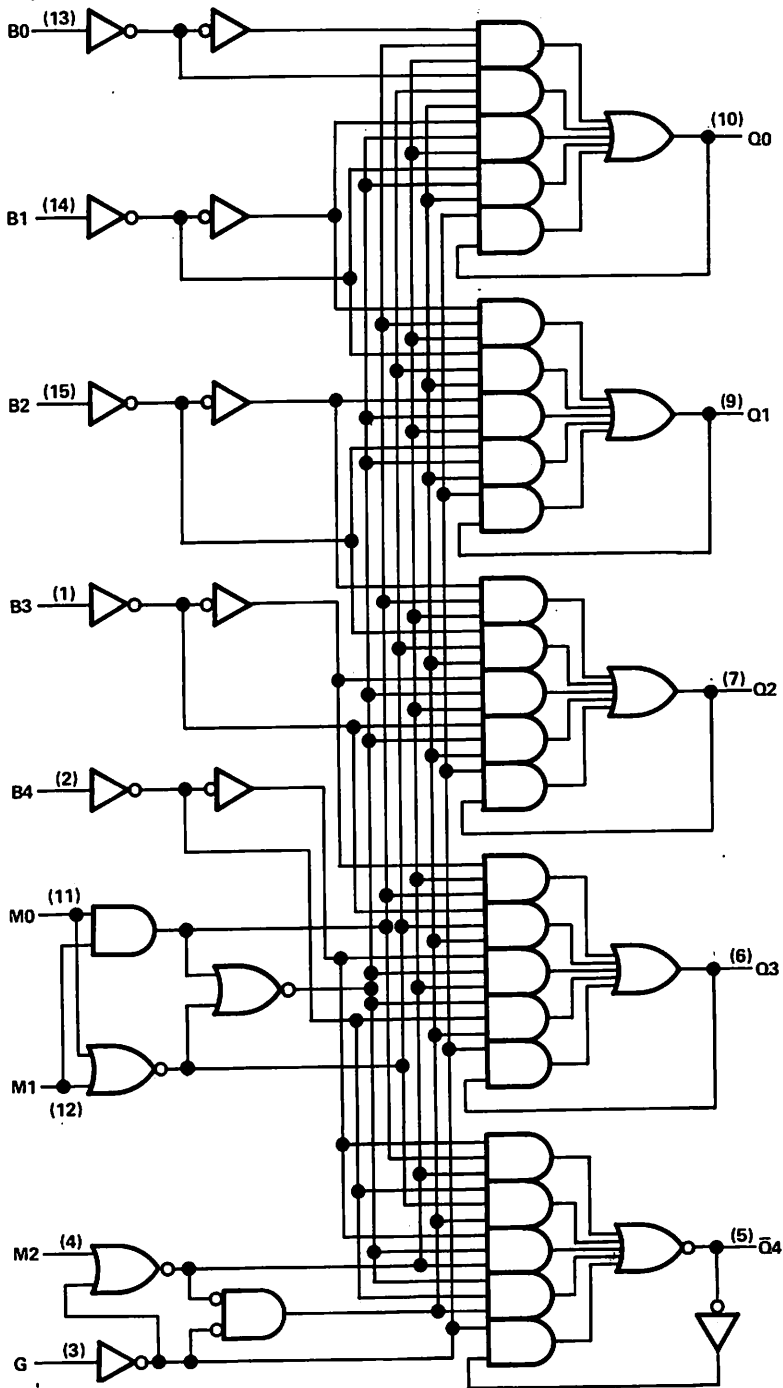 B0 (13)
(10) Q0
B1 (14)
B2 (15)
(9) Q1
B3 (1)
(7) Q2
B4 (2)
M0 (11)
(6) Q3
M1 (12)
M2 (4)
(5) Q̄4
G (3)